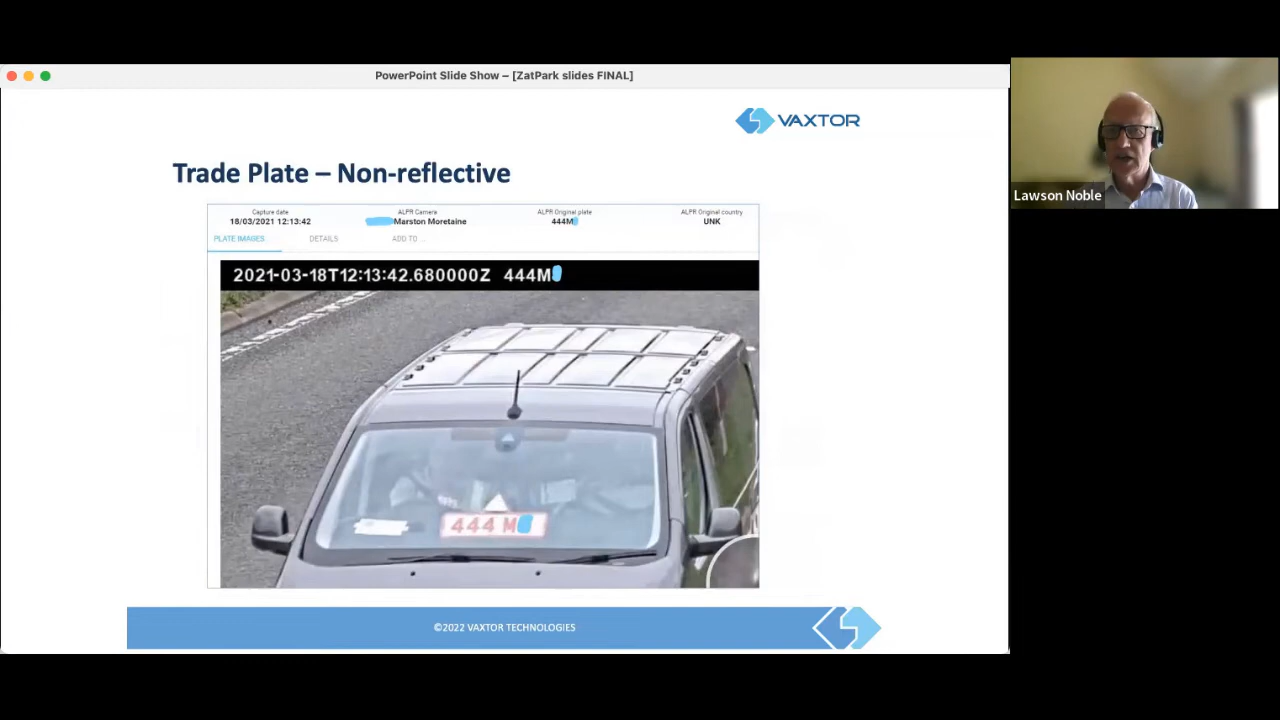 PowerPoint Slide Show – [ZatPark slides FINAL]
VAXTOR
Trade Plate – Non-reflective
Capture date ALPR Camera ALPR Original plate ALPR Original country
18/03/2021 12:13:42 Marston Moretaine 444M UNK
PLATE IMAGES DETAILS ADD TO ...
2021-03-18T12:13:42.680000Z 444M
444 M
©2022 VAXTOR TECHNOLOGIES
Lawson Noble